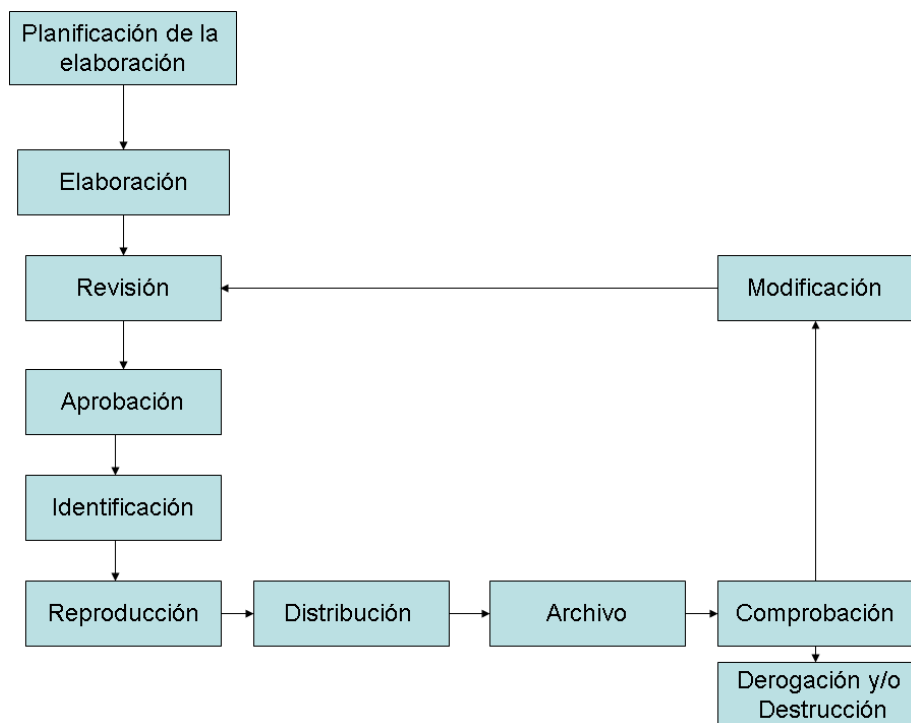 Planificación de la
elaboración
Elaboración
Revisión
Modificación
Aprobación
Identificación
Reproducción
Distribución
Archivo
Comprobación
Derogación y/o
Destrucción